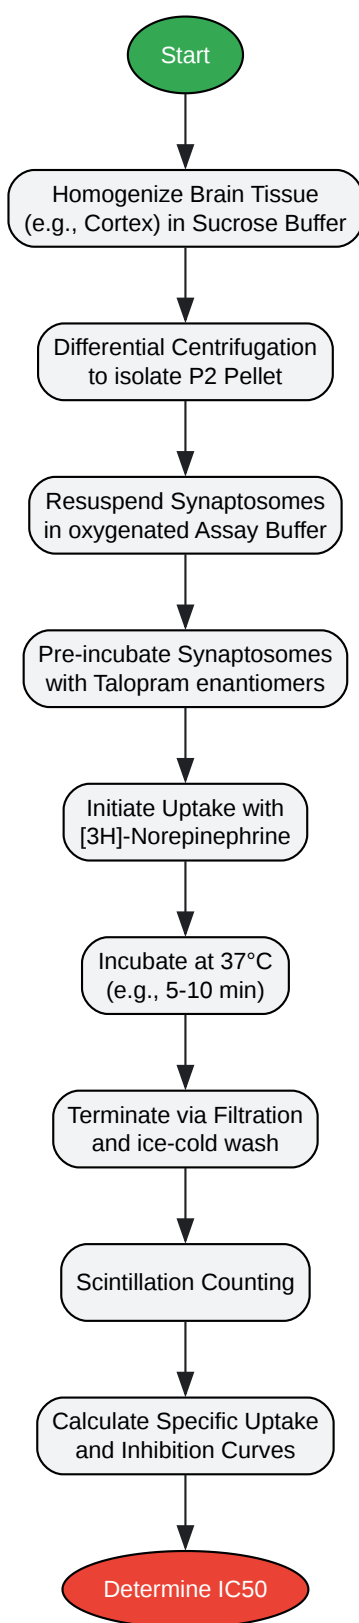 Start
Homogenize Brain Tissue
(e.g., Cortex) in Sucrose Buffer
Differential Centrifugation
to isolate P2 Pellet
Resuspend Synaptosomes
in oxygenated Assay Buffer
Pre-incubate Synaptosomes
with Talopram enantiomers
Initiate Uptake with
[3H]-Norepinephrine
Incubate at 37°C
(e.g., 5-10 min)
Terminate via Filtration
and ice-cold wash
Scintillation Counting
Calculate Specific Uptake
and Inhibition Curves
Determine IC50